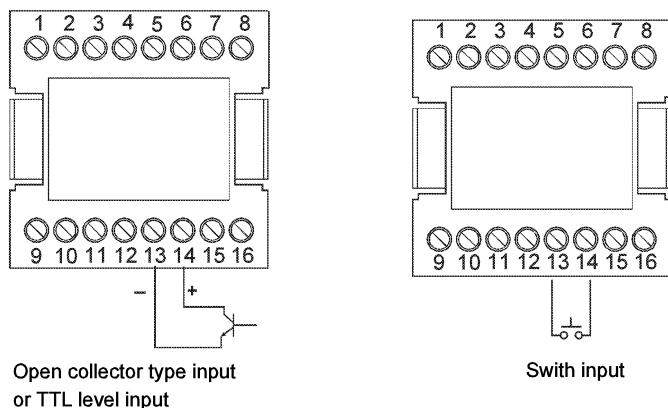 1 2 3 4 5 6 7 8
1 2 3 4 5 6 7 8
9 10 11 12 13 14 15 16
9 10 11 12 13 14 15 16
– +
Open collector type input
or TTL level input
Swith input